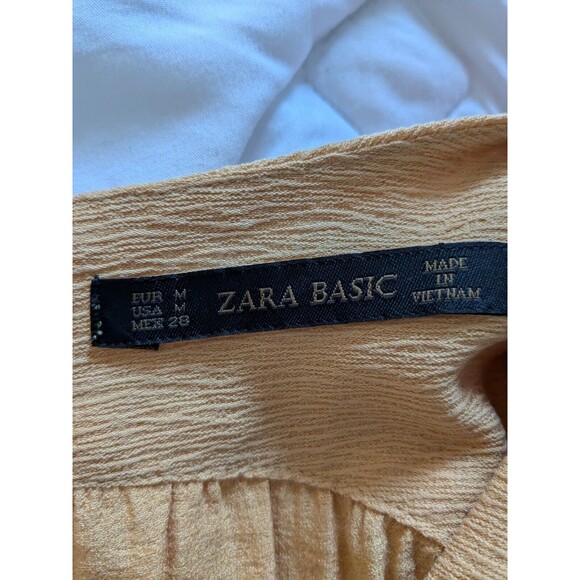 EUR M
USA M
MEX 28
ZARA BASIC
MADE
IN
VIETNAM